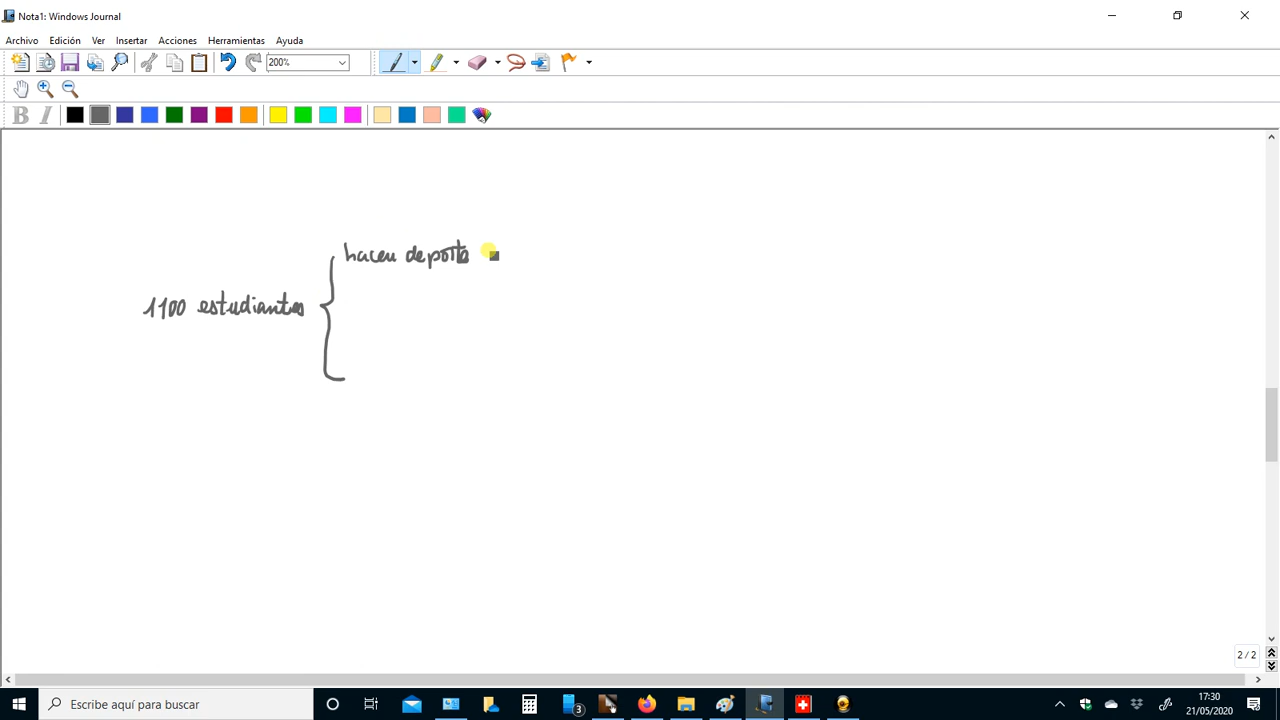 Nota1: Windows Journal
Archivo Edición Ver Insertar Acciones Herramientas Ayuda
200%
B I
hacen deporte
1100 estudiantes
2 / 2
Escribe aquí para buscar
3
17:30
21/05/2020